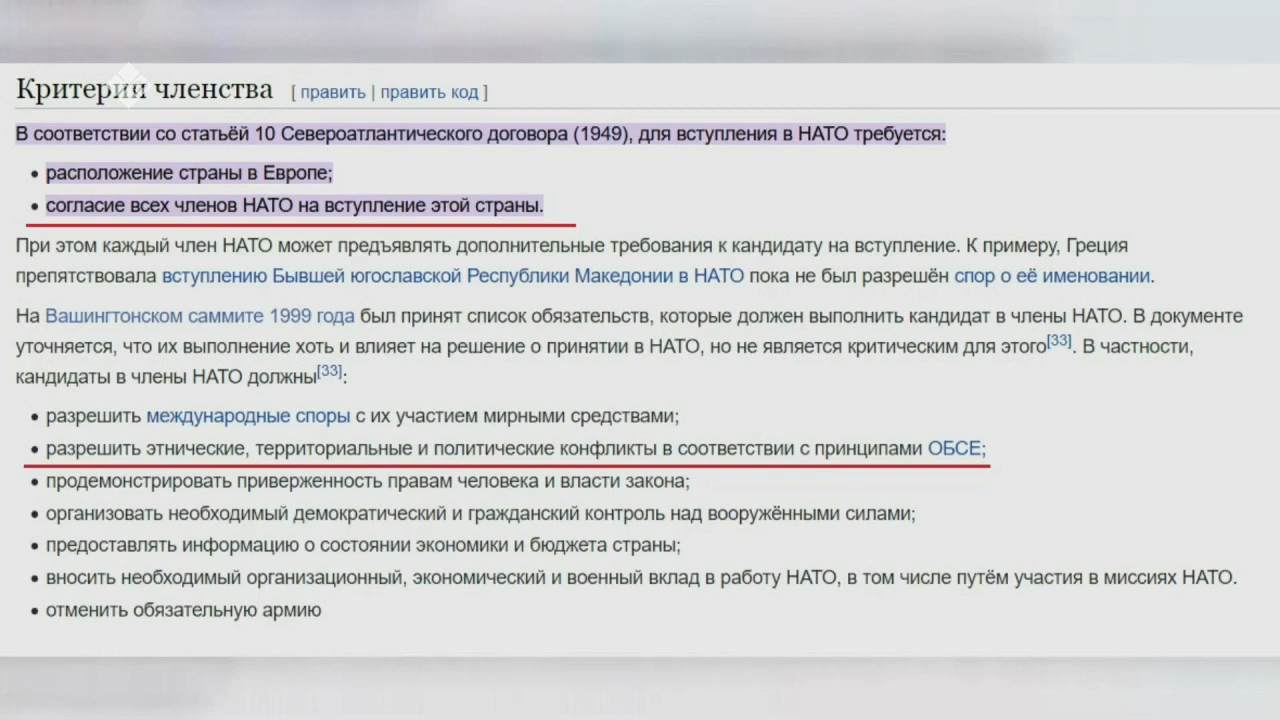 Критерии членства [ править | править код ]
В соответствии со статьёй 10 Североатлантического договора (1949), для вступления в НАТО требуется:
• расположение страны в Европе;
• согласие всех членов НАТО на вступление этой страны.
При этом каждый член НАТО может предъявлять дополнительные требования к кандидату на вступление. К примеру, Греция
препятствовала вступлению Бывшей югославской Республики Македонии в НАТО пока не был разрешён спор о её именовании.
На Вашингтонском саммите 1999 года был принят список обязательств, которые должен выполнить кандидат в члены НАТО. В документе
уточняется, что их выполнение хоть и влияет на решение о принятии в НАТО, но не является критическим для этого[33]. В частности,
кандидаты в члены НАТО должны[33]:
• разрешить международные споры с их участием мирными средствами;
• разрешить этнические, территориальные и политические конфликты в соответствии с принципами ОБСЕ;
• продемонстрировать приверженность правам человека и власти закона;
• организовать необходимый демократический и гражданский контроль над вооружёнными силами;
• предоставлять информацию о состоянии экономики и бюджета страны;
• вносить необходимый организационный, экономический и военный вклад в работу НАТО, в том числе путём участия в миссиях НАТО.
• отменить обязательную армию